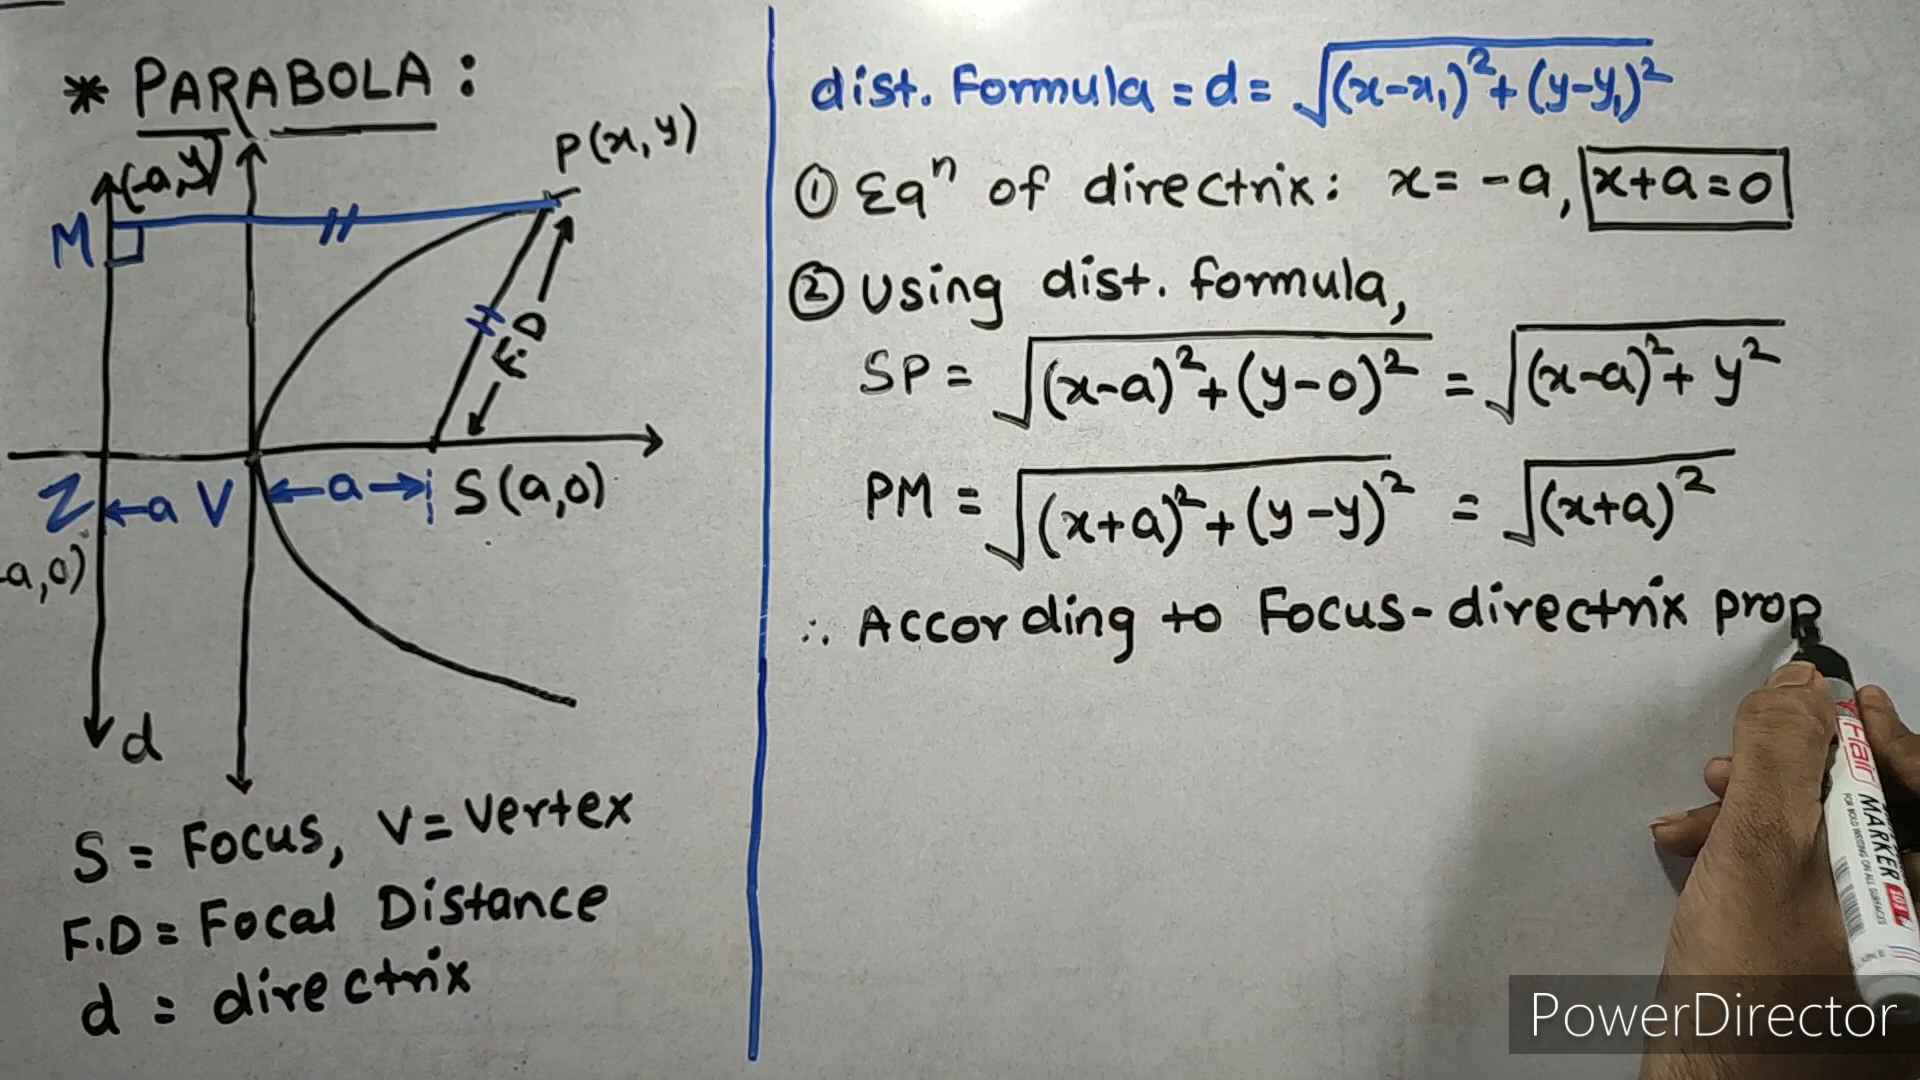 * PARABOLA :
(-a,y)
P(x, y)
M
F.D
Z
a
V
a
S(a,0)
-a,0)
d
S = Focus, V = Vertex
F.D = Focal Distance
d = directrix
dist. Formula = d = √(x-x₁)²+(y-y₁)²
① Eqⁿ of directrix: x = -a, x+a=0
② Using dist. formula,
SP = √(x-a)²+(y-0)² = √(x-a)²+y²
PM = √(x+a)²+(y-y)² = √(x+a)²
∴ According to Focus-directrix prop
Flair
MARKER
PowerDirector